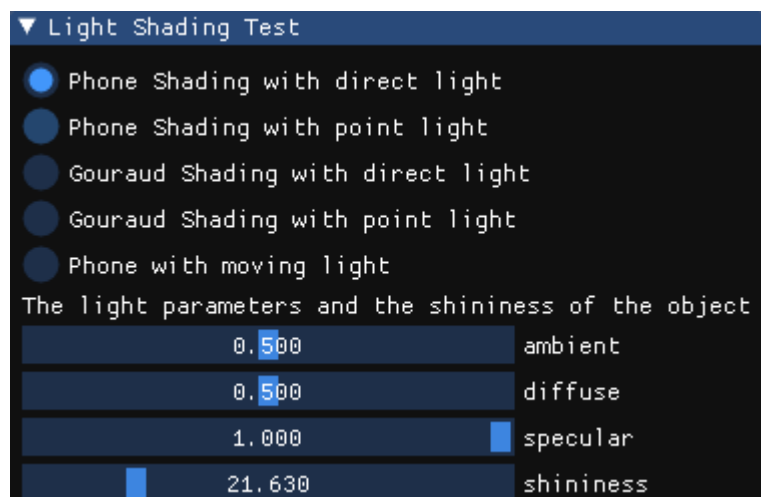 Light Shading Test
Phone Shading with direct light
Phone Shading with point light
Gouraud Shading with direct light
Gouraud Shading with point light
Phone with moving light
The light parameters and the shininess of the object
0.500 ambient
0.500 diffuse
1.000 specular
21.630 shininess